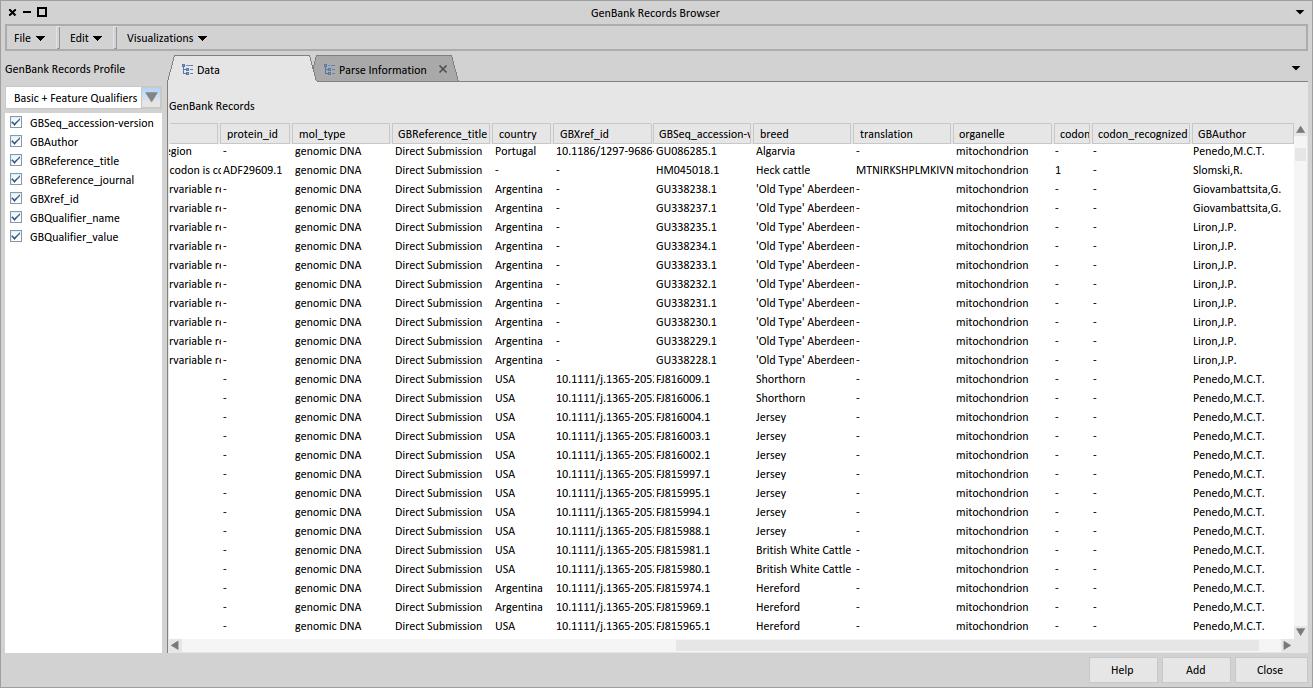 GenBank Records Browser
File Edit Visualizations
GenBank Records Profile
Data Parse Information
Basic + Feature Qualifiers
GBSeq_accession-version
GBAuthor
GBReference_title
GBReference_journal
GBXref_id
GBQualifier_name
GBQualifier_value
GenBank Records
protein_id mol_type GBReference_title country GBXref_id GBSeq_accession-v breed translation organelle codon codon_recognized GBAuthor
egion - genomic DNA Direct Submission Portugal 10.1186/1297-9686- GU086285.1 Algarvia - mitochondrion - - Penedo,M.C.T.
codon is co ADF29609.1 genomic DNA Direct Submission - - HM045018.1 Heck cattle MTNIRKSHPLMKIVN mitochondrion 1 - Slomski,R.
rvariable re - genomic DNA Direct Submission Argentina - GU338238.1 'Old Type' Aberdeen - mitochondrion - - Giovambattsita,G.
rvariable re - genomic DNA Direct Submission Argentina - GU338237.1 'Old Type' Aberdeen - mitochondrion - - Giovambattsita,G.
rvariable re - genomic DNA Direct Submission Argentina - GU338235.1 'Old Type' Aberdeen - mitochondrion - - Liron,J.P.
rvariable re - genomic DNA Direct Submission Argentina - GU338234.1 'Old Type' Aberdeen - mitochondrion - - Liron,J.P.
rvariable re - genomic DNA Direct Submission Argentina - GU338233.1 'Old Type' Aberdeen - mitochondrion - - Liron,J.P.
rvariable re - genomic DNA Direct Submission Argentina - GU338232.1 'Old Type' Aberdeen - mitochondrion - - Liron,J.P.
rvariable re - genomic DNA Direct Submission Argentina - GU338231.1 'Old Type' Aberdeen - mitochondrion - - Liron,J.P.
rvariable re - genomic DNA Direct Submission Argentina - GU338230.1 'Old Type' Aberdeen - mitochondrion - - Liron,J.P.
rvariable re - genomic DNA Direct Submission Argentina - GU338229.1 'Old Type' Aberdeen - mitochondrion - - Liron,J.P.
rvariable re - genomic DNA Direct Submission Argentina - GU338228.1 'Old Type' Aberdeen - mitochondrion - - Liron,J.P.
- genomic DNA Direct Submission USA 10.1111/j.1365-205 FJ816009.1 Shorthorn - mitochondrion - - Penedo,M.C.T.
- genomic DNA Direct Submission USA 10.1111/j.1365-205 FJ816006.1 Shorthorn - mitochondrion - - Penedo,M.C.T.
- genomic DNA Direct Submission USA 10.1111/j.1365-205 FJ816004.1 Jersey - mitochondrion - - Penedo,M.C.T.
- genomic DNA Direct Submission USA 10.1111/j.1365-205 FJ816003.1 Jersey - mitochondrion - - Penedo,M.C.T.
- genomic DNA Direct Submission USA 10.1111/j.1365-205 FJ816002.1 Jersey - mitochondrion - - Penedo,M.C.T.
- genomic DNA Direct Submission USA 10.1111/j.1365-205 FJ815997.1 Jersey - mitochondrion - - Penedo,M.C.T.
- genomic DNA Direct Submission USA 10.1111/j.1365-205 FJ815995.1 Jersey - mitochondrion - - Penedo,M.C.T.
- genomic DNA Direct Submission USA 10.1111/j.1365-205 FJ815994.1 Jersey - mitochondrion - - Penedo,M.C.T.
- genomic DNA Direct Submission USA 10.1111/j.1365-205 FJ815988.1 Jersey - mitochondrion - - Penedo,M.C.T.
- genomic DNA Direct Submission USA 10.1111/j.1365-205 FJ815981.1 British White Cattle - mitochondrion - - Penedo,M.C.T.
- genomic DNA Direct Submission USA 10.1111/j.1365-205 FJ815980.1 British White Cattle - mitochondrion - - Penedo,M.C.T.
- genomic DNA Direct Submission Argentina 10.1111/j.1365-205 FJ815974.1 Hereford - mitochondrion - - Penedo,M.C.T.
- genomic DNA Direct Submission Argentina 10.1111/j.1365-205 FJ815969.1 Hereford - mitochondrion - - Penedo,M.C.T.
- genomic DNA Direct Submission USA 10.1111/j.1365-205 FJ815965.1 Hereford - mitochondrion - - Penedo,M.C.T.
Help Add Close